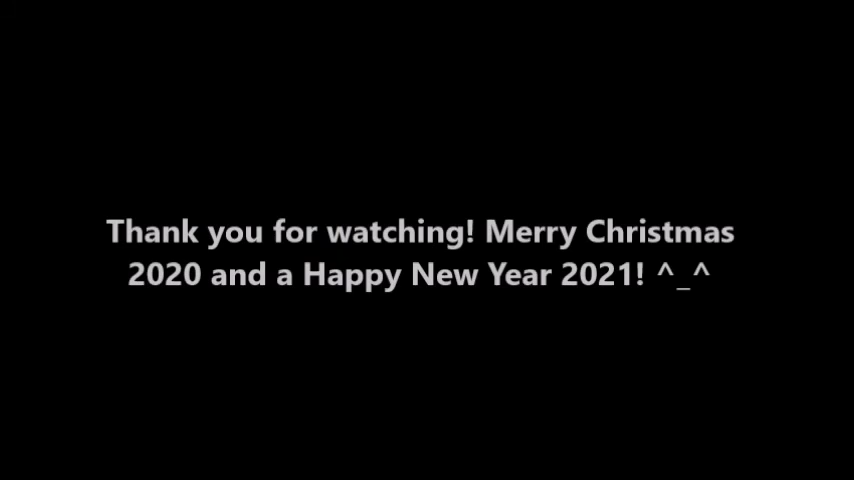 Thank you for watching! Merry Christmas
2020 and a Happy New Year 2021! ^_^